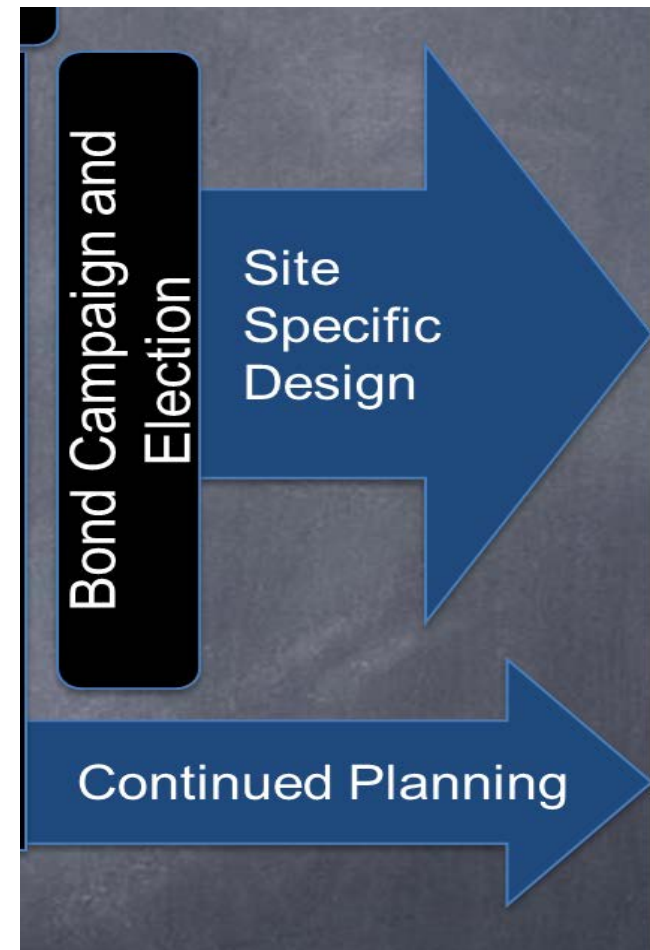 Bond Campaign and
Election
Site
Specific
Design
Continued Planning